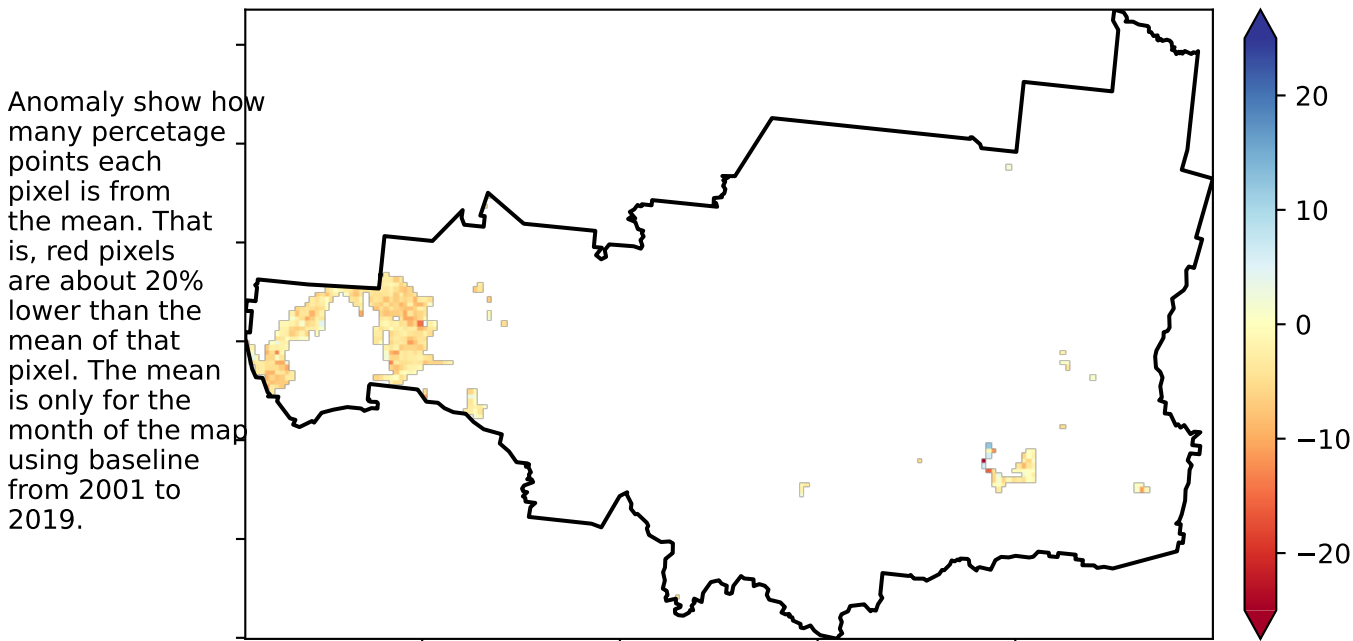 Anomaly show how
many percetage
points each
pixel is from
the mean. That
is, red pixels
are about 20%
lower than the
mean of that
pixel. The mean
is only for the
month of the map
using baseline
from 2001 to
2019.
20
10
0
−10
−20